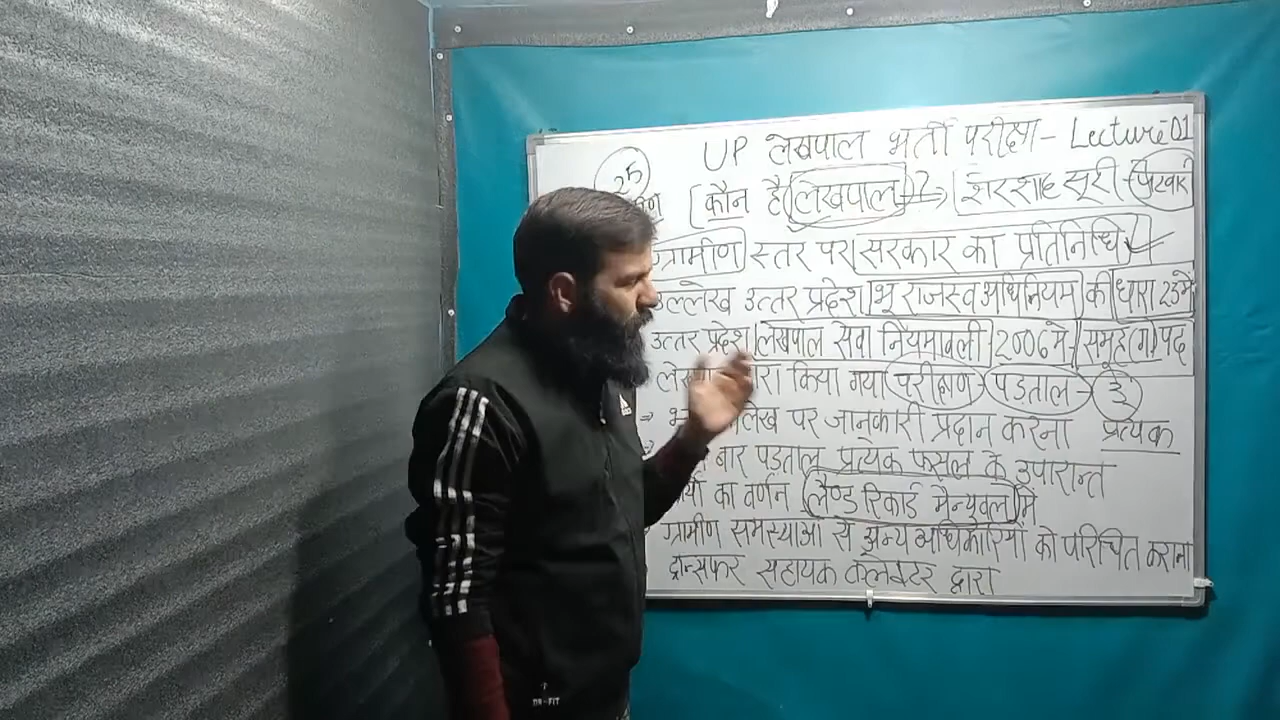 UP लेखपाल भर्ती परीक्षा - Lecture-01
25
[कौन है लेखपाल ? => शेरशाह सूरी - पटवारी
ग्रामीण स्तर पर सरकार का प्रतिनिधि
उल्लेख उत्तर प्रदेश भू राजस्व अधिनियम की धारा 23 में
उत्तर प्रदेश लेखपाल सेवा नियमावली 2006 में - समूह (ग) पद
किया गया परीक्षण - पड़ताल - 3
पर जानकारी प्रदान करना प्रत्येक
बार पड़ताल प्रत्येक फसल के उपरान्त
का वर्णन लैण्ड रिकार्ड मैन्युवल में
ग्रामीण समस्याओं से अन्य अधिकारियों को परिचित कराना
ट्रान्सफर सहायक कलेक्टर द्वारा
DR-FIT